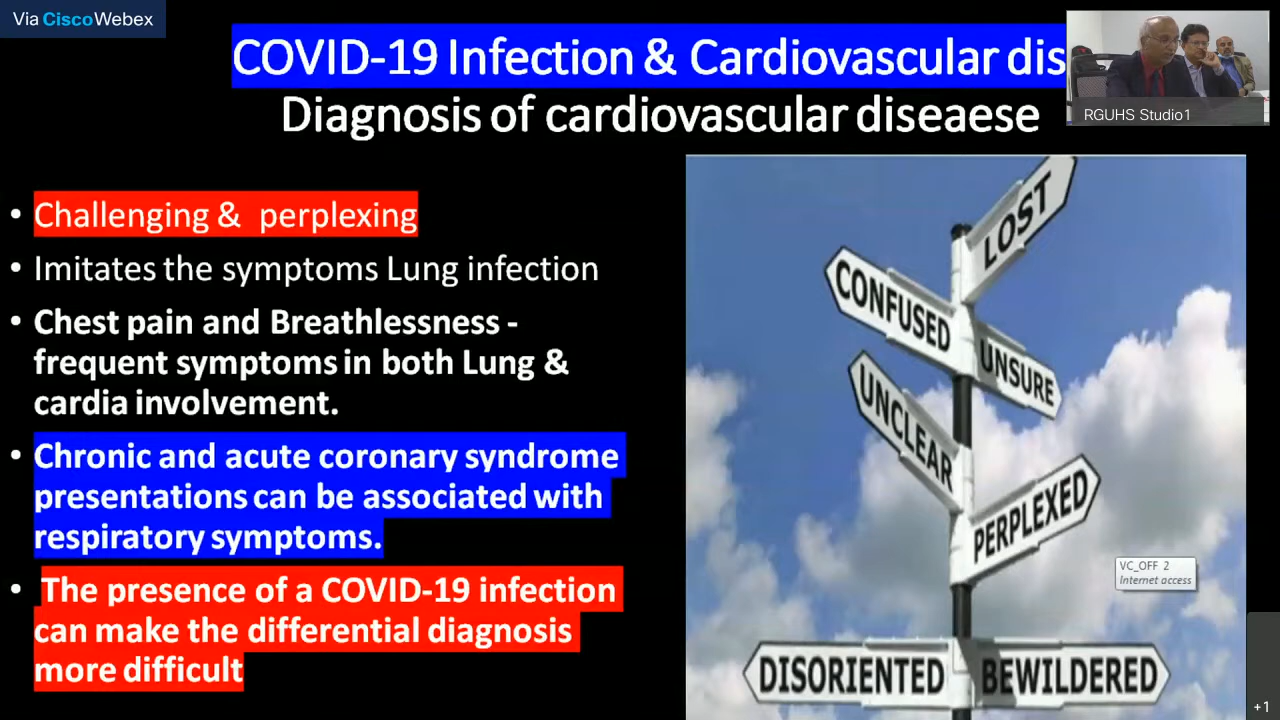 Via CiscoWebex
COVID-19 Infection & Cardiovascular dis
Diagnosis of cardiovascular diseaese
RGUHS Studio1
• Challenging & perplexing
• Imitates the symptoms Lung infection
• Chest pain and Breathlessness -
frequent symptoms in both Lung &
cardia involvement.
• Chronic and acute coronary syndrome
presentations can be associated with
respiratory symptoms.
• The presence of a COVID-19 infection
can make the differential diagnosis
more difficult
LOST
CONFUSED
UNSURE
UNCLEAR
PERPLEXED
VC_OFF 2
Internet access
DISORIENTED
BEWILDERED
+1